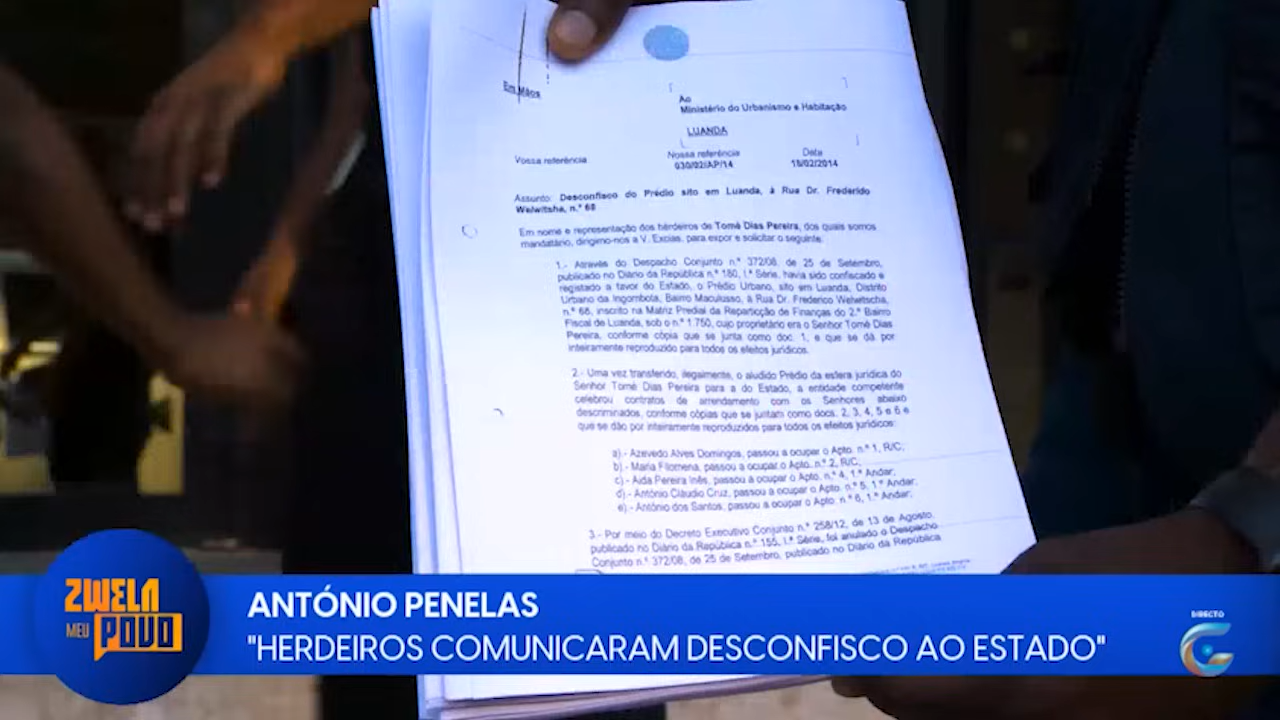 Em Mãos
Ao
Ministério do Urbanismo e Habitação
LUANDA
Vossa referência
Nossa referência
Data
030/02/AP/14
18/02/2014
Assunto: Desconfisco do Prédio sito em Luanda, à Rua Dr. Frederido
Welwitsha, n.º 68
Em nome e representação dos herdeiros de Tomé Dias Pereira, dos quais somos
mandatário, dirigimo-nos a V. Excias, para expor e solicitar o seguinte:
1.- Através do Despacho Conjunto n.º 372/08, de 25 de Setembro,
publicado no Diário da República n.º 180, I.ª Série, havia sido confiscado e
registado a favor do Estado, o Prédio Urbano, sito em Luanda, Distrito
Urbano da Ingombota, Bairro Maculusso, à Rua Dr. Frederico Welwetscha,
n.º 68, inscrito na Matriz Predial da Repartição de Finanças do 2.º Bairro
Fiscal de Luanda, sob o n.º 1.750, cujo proprietário era o Senhor Tomé Dias
Pereira, conforme cópia que se junta como doc. 1, e que se dá por
inteiramente reproduzido para todos os efeitos jurídicos.
2.- Uma vez transferido, ilegalmente, o aludido Prédio da esfera jurídica do
Senhor Tomé Dias Pereira para a do Estado, a entidade competente
celebrou contratos de arrendamento com os Senhores abaixo
descriminados, conforme cópias que se juntam como docs. 2, 3, 4, 5 e 6 e
que se dão por inteiramente reproduzidos para todos os efeitos jurídicos:
a).- Azevedo Alves Domingos, passou a ocupar o Apto. n.º 1, R/C;
b).- Maria Filomena, passou a ocupar o Apto. n.º 2, R/C;
c).- Aida Pereira Inês, passou a ocupar o Apto. n.º 4, 1.º Andar;
d).- António Cláudio Cruz, passou a ocupar o Apto. n.º 5, 1.º Andar;
e).- António dos Santos, passou a ocupar o Apto. n.º 6, 1.º Andar;
3.- Por meio do Decreto Executivo Conjunto n.º 258/12, de 13 de Agosto,
publicado no Diário da República n.º 155, I.ª Série, foi anulado o Despacho
Conjunto n.º 372/08, de 25 de Setembro, publicado no Diário da República
ZWELA
MEU POVO
ANTÓNIO PENELAS
"HERDEIROS COMUNICARAM DESCONFISCO AO ESTADO"
DIRECTO